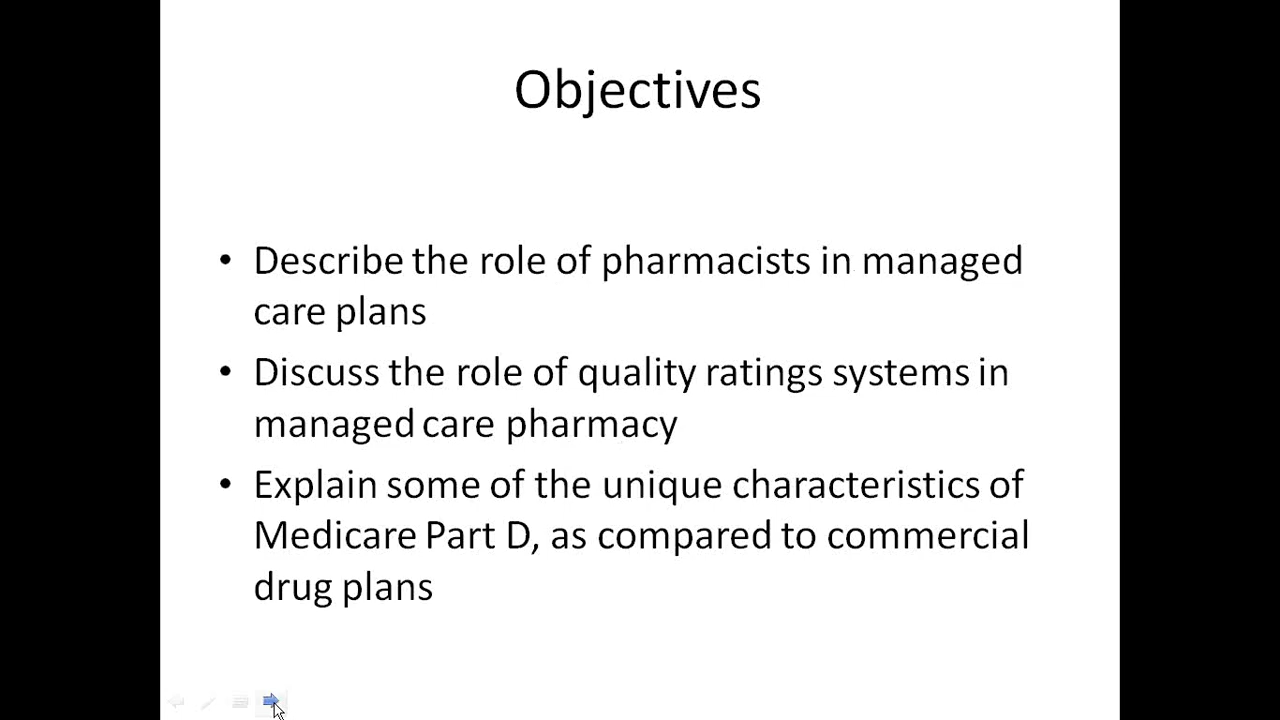 Objectives
• Describe the role of pharmacists in managed
care plans
• Discuss the role of quality ratings systems in
managed care pharmacy
• Explain some of the unique characteristics of
Medicare Part D, as compared to commercial
drug plans